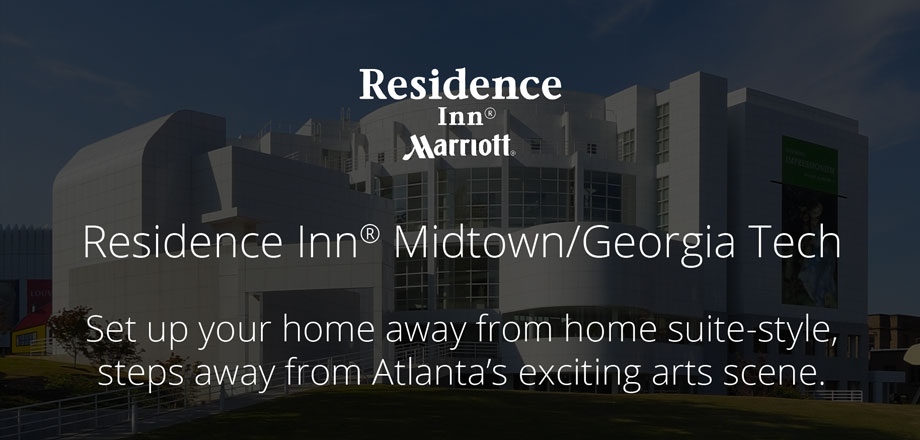 Residence
Inn®
Marriott®
Residence Inn® Midtown/Georgia Tech
Set up your home away from home suite-style,
steps away from Atlanta's exciting arts scene.